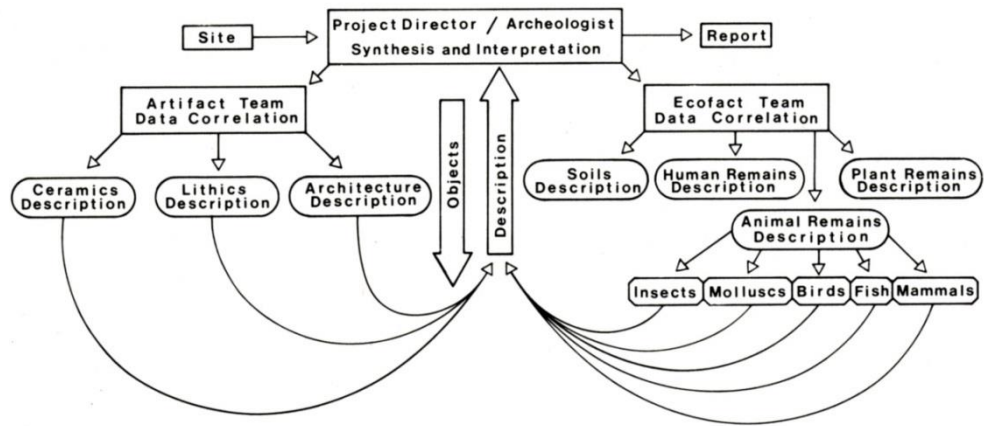 Site
Project Director / Archeologist
Synthesis and Interpretation
Report
Artifact Team
Data Correlation
Ecofact Team
Data Correlation
Ceramics
Description
Lithics
Description
Architecture
Description
Objects
Description
Soils
Description
Human Remains
Description
Plant Remains
Description
Animal Remains
Description
Insects
Molluscs
Birds
Fish
Mammals